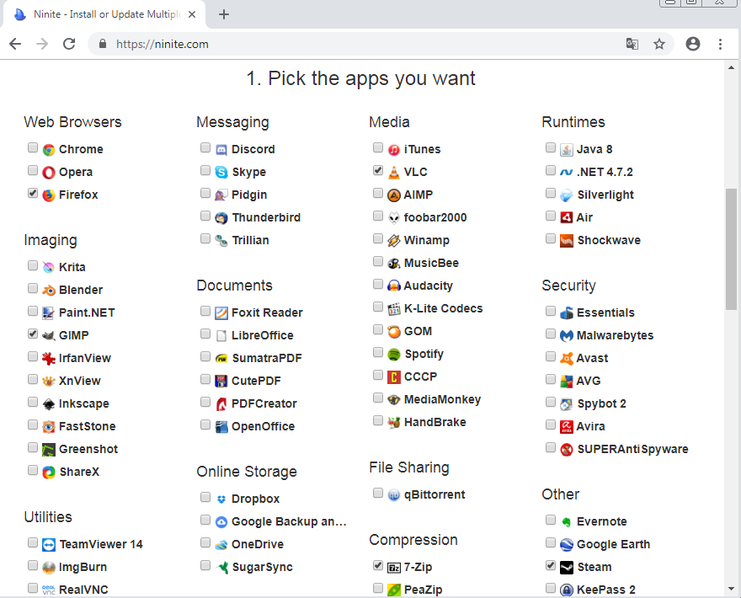 Ninite - Install or Update Multipl
https://ninite.com
1. Pick the apps you want
Web Browsers
Chrome
Opera
Firefox
Imaging
Krita
Blender
Paint.NET
GIMP
IrfanView
XnView
Inkscape
FastStone
Greenshot
ShareX
Utilities
TeamViewer 14
ImgBurn
RealVNC
Messaging
Discord
Skype
Pidgin
Thunderbird
Trillian
Documents
Foxit Reader
LibreOffice
SumatraPDF
CutePDF
PDFCreator
OpenOffice
Online Storage
Dropbox
Google Backup an...
OneDrive
SugarSync
Media
iTunes
VLC
AIMP
foobar2000
Winamp
MusicBee
Audacity
K-Lite Codecs
GOM
Spotify
CCCP
MediaMonkey
HandBrake
File Sharing
qBittorrent
Compression
7-Zip
PeaZip
Runtimes
Java 8
.NET 4.7.2
Silverlight
Air
Shockwave
Security
Essentials
Malwarebytes
Avast
AVG
Spybot 2
Avira
SUPERAntiSpyware
Other
Evernote
Google Earth
Steam
KeePass 2